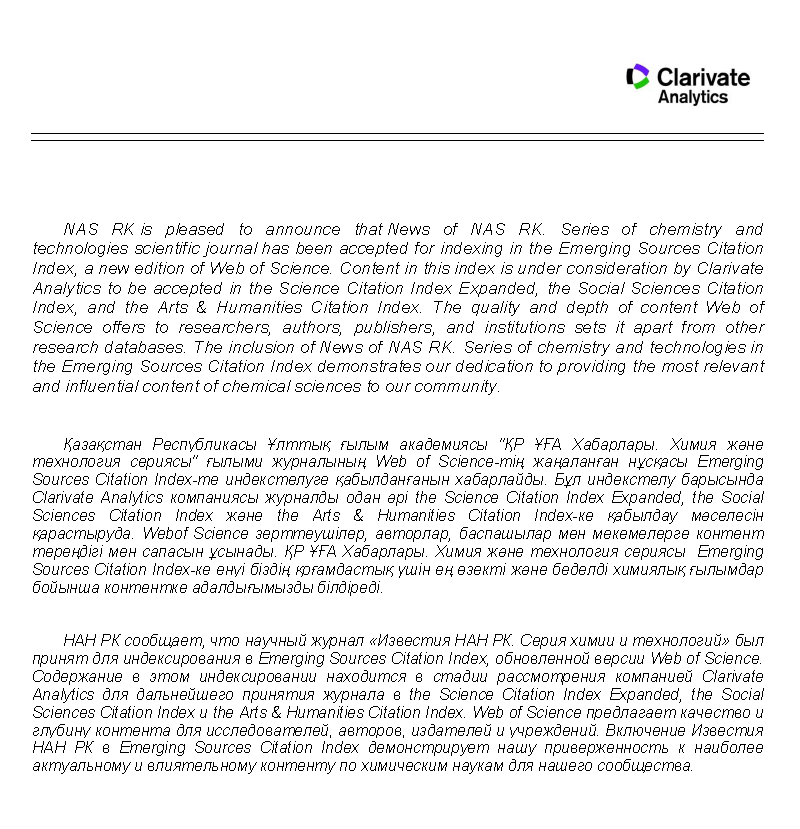 Clarivate
Analytics
NAS RK is pleased to announce that News of NAS RK. Series of chemistry and
technologies scientific journal has been accepted for indexing in the Emerging Sources Citation
Index, a new edition of Web of Science. Content in this index is under consideration by Clarivate
Analytics to be accepted in the Science Citation Index Expanded, the Social Sciences Citation
Index, and the Arts & Humanities Citation Index. The quality and depth of content Web of
Science offers to researchers, authors, publishers, and institutions sets it apart from other
research databases. The inclusion of News of NAS RK. Series of chemistry and technologies in
the Emerging Sources Citation Index demonstrates our dedication to providing the most relevant
and influential content of chemical sciences to our community.
Қазақстан Республикасы Ұлттық ғылым академиясы "ҚР ҰҒА Хабарлары. Химия және
технология сериясы" ғылыми журналының Web of Science-тің жаңаланған нұсқасы Emerging
Sources Citation Index-те индекстелуге қабылданғанын хабарлайды. Бұл индекстелу барысында
Clarivate Analytics компаниясы журналды одан әрі the Science Citation Index Expanded, the Social
Sciences Citation Index және the Arts & Humanities Citation Index-ке қабылдау мәселесін
қарастыруда. Webof Science зерттеушілер, авторлар, баспашылар мен мекемелерге контент
тереңдігі мен сапасын ұсынады. ҚР ҰҒА Хабарлары. Химия және технология сериясы Emerging
Sources Citation Index-ке енуі біздің қоғамдастық үшін ең өзекті және беделді химиялық ғылымдар
бойынша контентке адалдығымызды білдіреді.
НАН РК сообщает, что научный журнал «Известия НАН РК. Серия химии и технологий» был
принят для индексирования в Emerging Sources Citation Index, обновленной версии Web of Science.
Содержание в этом индексировании находится в стадии рассмотрения компанией Clarivate
Analytics для дальнейшего принятия журнала в the Science Citation Index Expanded, the Social
Sciences Citation Index и the Arts & Humanities Citation Index. Web of Science предлагает качество и
глубину контента для исследователей, авторов, издателей и учреждений. Включение Известия
НАН РК в Emerging Sources Citation Index демонстрирует нашу приверженность к наиболее
актуальному и влиятельному контенту по химическим наукам для нашего сообщества.